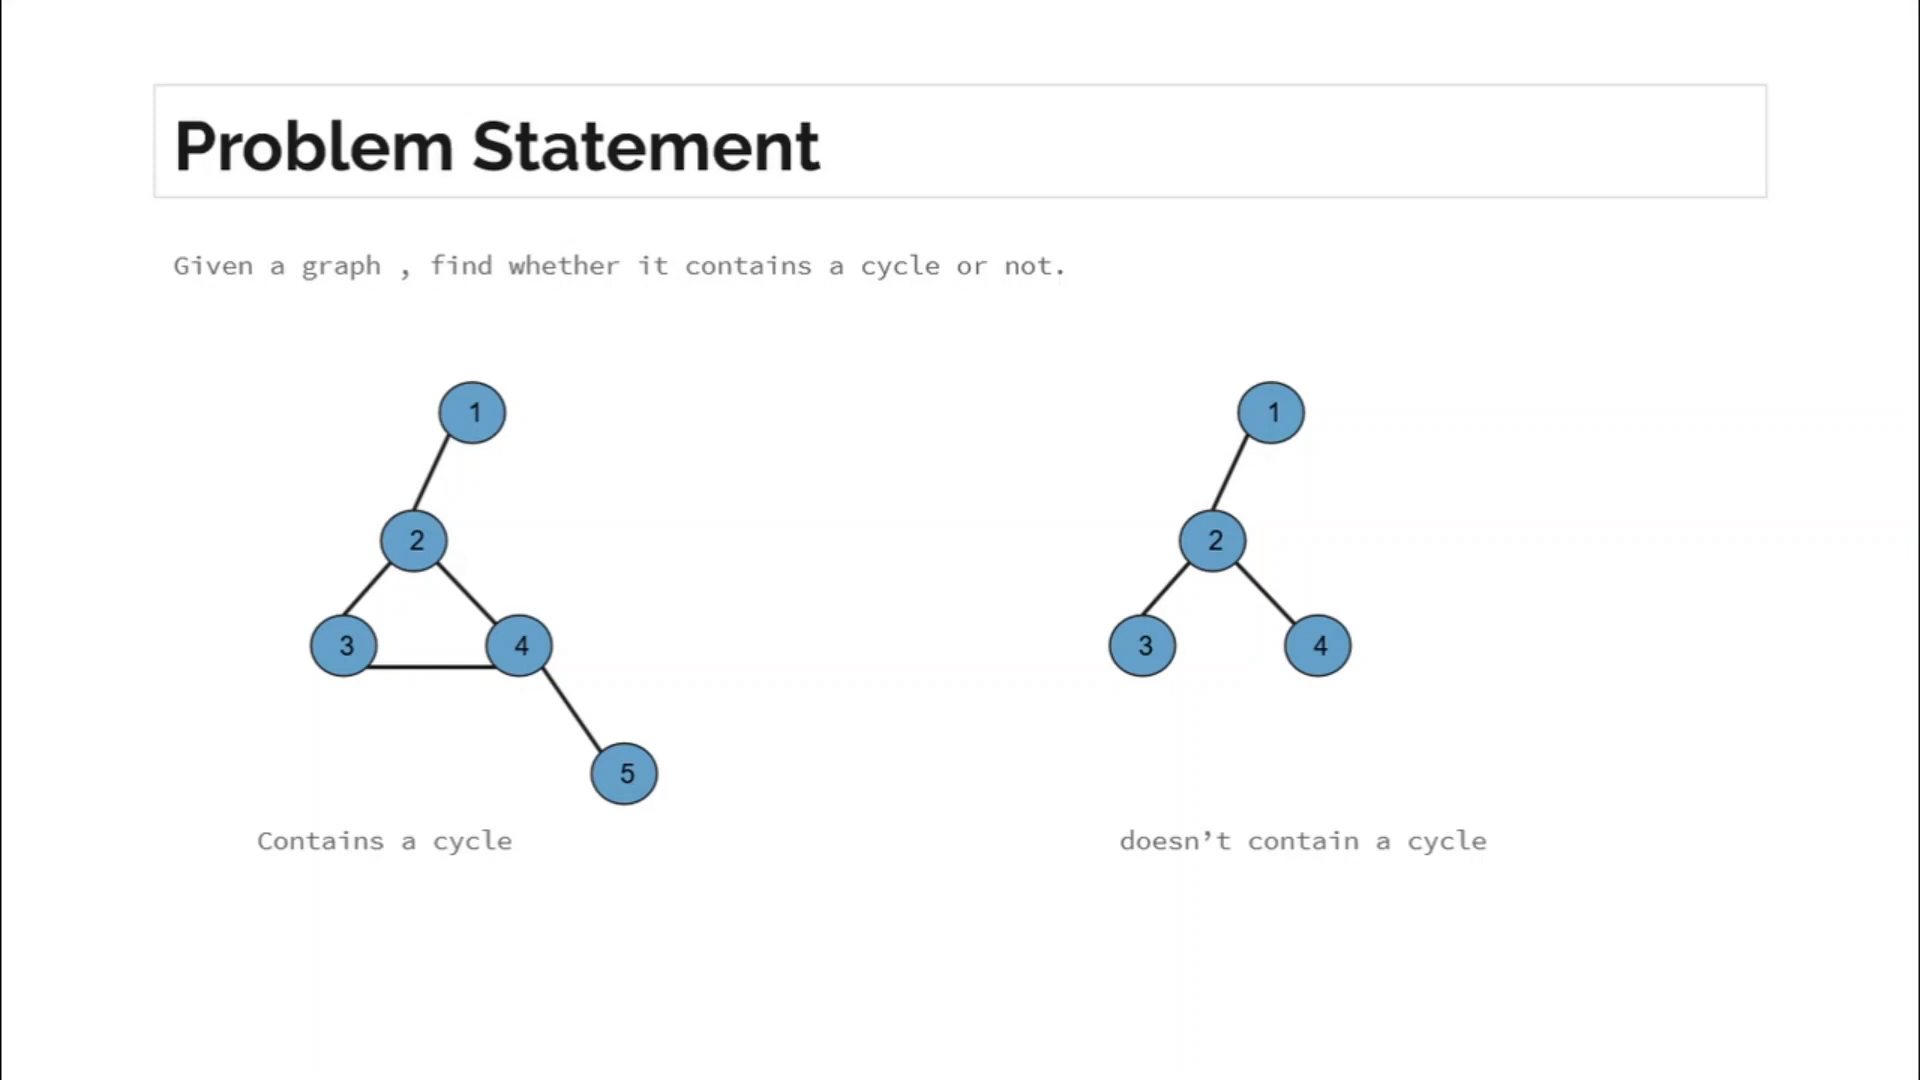 Problem Statement
Given a graph , find whether it contains a cycle or not.
1
1
2
2
3
4
3
4
5
Contains a cycle
doesn’t contain a cycle